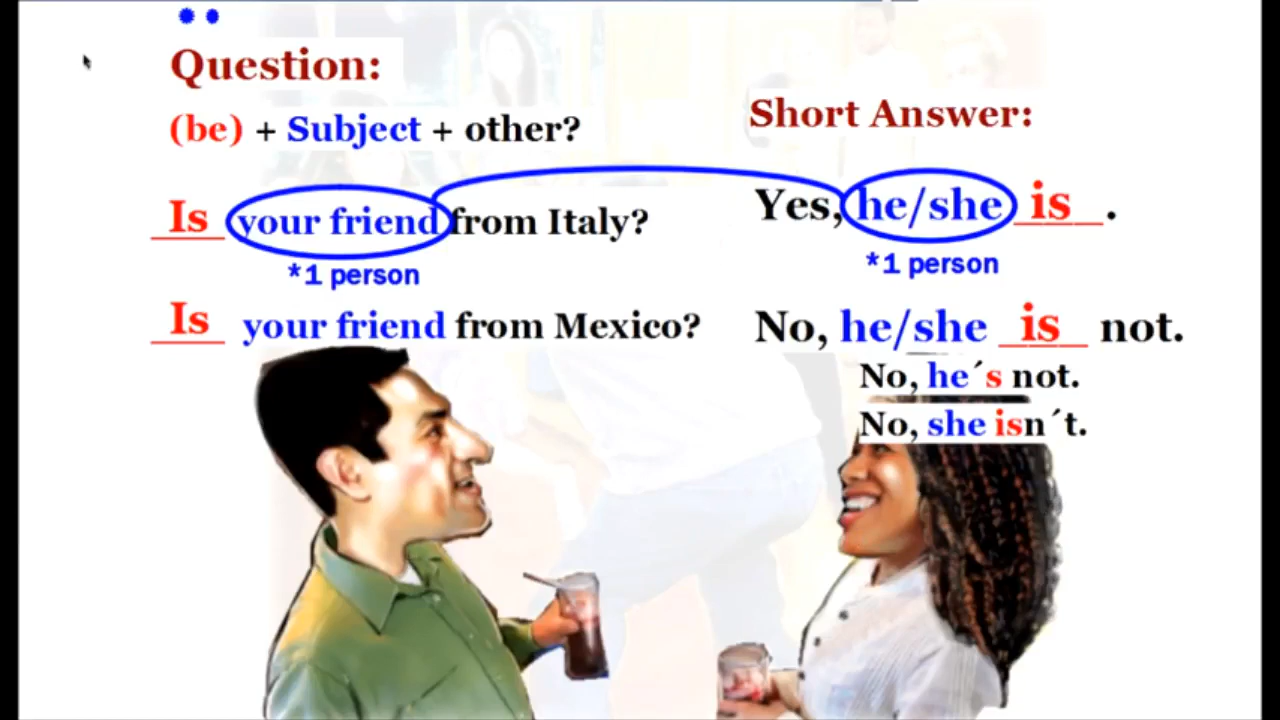 Question:
(be) + Subject + other?
Is your friend from Italy?
*1 person
Is your friend from Mexico?
Short Answer:
Yes, he/she is.
*1 person
No, he/she is not.
No, he´s not.
No, she isn´t.